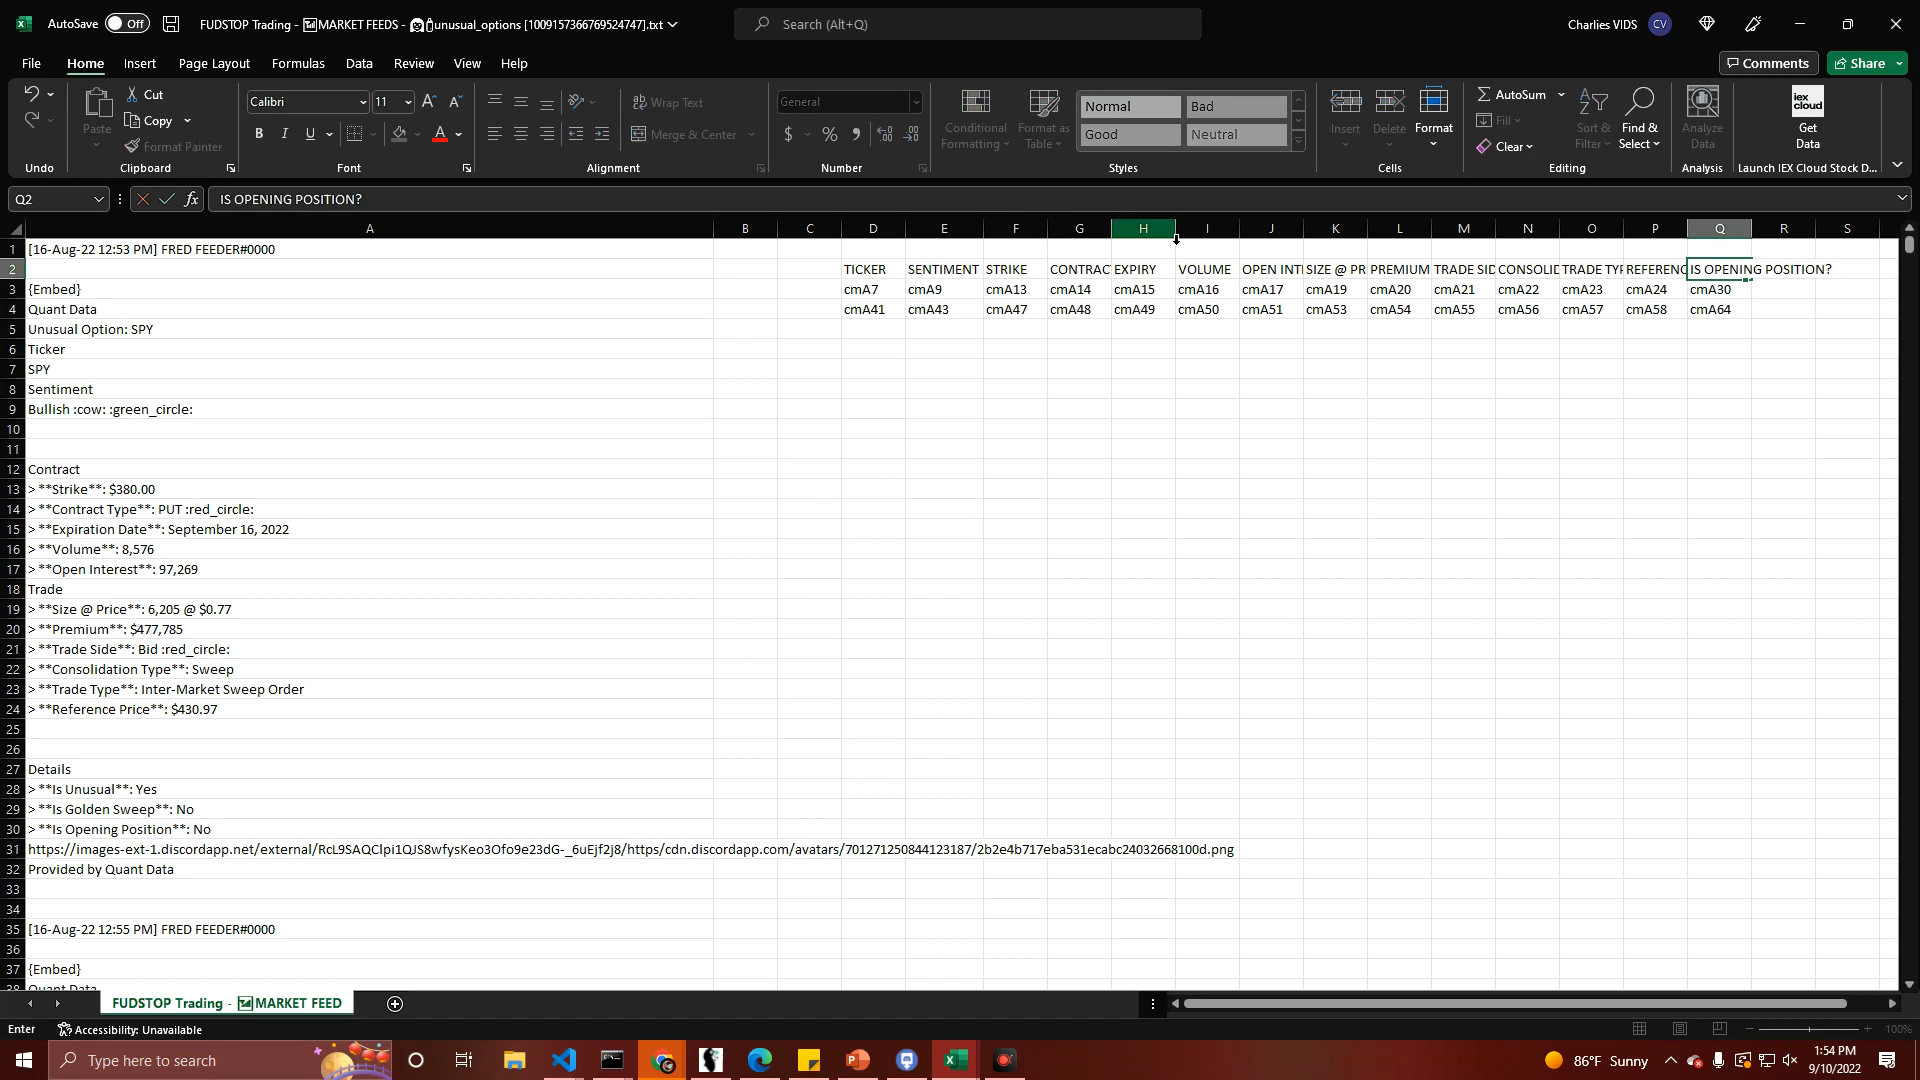 AutoSave Off FUDSTOP Trading - MARKET FEEDS - unusual_options [1009157366769524747].txt Search (Alt+Q) Charlies VIDS CV
File Home Insert Page Layout Formulas Data Review View Help Comments Share
Cut Calibri 11 Wrap Text General Normal Bad AutoSum iex cloud
Paste Copy B I U Merge & Center $ % Conditional Formatting Format as Table Good Neutral Insert Delete Format Fill Sort & Filter Find & Select Analyze Data Get Data
Format Painter Clear
Undo Clipboard Font Alignment Number Styles Cells Editing Analysis Launch IEX Cloud Stock D...
Q2 fx IS OPENING POSITION?
A B C D E F G H I J K L M N O P Q R S
1 [16-Aug-22 12:53 PM] FRED FEEDER#0000
2 TICKER SENTIMENT STRIKE CONTRAC EXPIRY VOLUME OPEN INTI SIZE @ PR PREMIUM TRADE SID CONSOLID TRADE TYP REFERENC IS OPENING POSITION?
3 {Embed} cmA7 cmA9 cmA13 cmA14 cmA15 cmA16 cmA17 cmA19 cmA20 cmA21 cmA22 cmA23 cmA24 cmA30
4 Quant Data cmA41 cmA43 cmA47 cmA48 cmA49 cmA50 cmA51 cmA53 cmA54 cmA55 cmA56 cmA57 cmA58 cmA64
5 Unusual Option: SPY
6 Ticker
7 SPY
8 Sentiment
9 Bullish :cow: :green_circle:
10
11
12 Contract
13 > **Strike**: $380.00
14 > **Contract Type**: PUT :red_circle:
15 > **Expiration Date**: September 16, 2022
16 > **Volume**: 8,576
17 > **Open Interest**: 97,269
18 Trade
19 > **Size @ Price**: 6,205 @ $0.77
20 > **Premium**: $477,785
21 > **Trade Side**: Bid :red_circle:
22 > **Consolidation Type**: Sweep
23 > **Trade Type**: Inter-Market Sweep Order
24 > **Reference Price**: $430.97
25
26
27 Details
28 > **Is Unusual**: Yes
29 > **Is Golden Sweep**: No
30 > **Is Opening Position**: No
31 https://images-ext-1.discordapp.net/external/RcL9SAQClpi1QJS8wfysKeo3Ofo9e23dG-_6uEjf2j8/https/cdn.discordapp.com/avatars/701271250844123187/2b2e4b717eba531ecabc24032668100d.png
32 Provided by Quant Data
33
34
35 [16-Aug-22 12:55 PM] FRED FEEDER#0000
36
37 {Embed}
38 Quant Data
FUDSTOP Trading - MARKET FEED
Enter Accessibility: Unavailable 100%
Type here to search 86°F Sunny 1:54 PM
9/10/2022